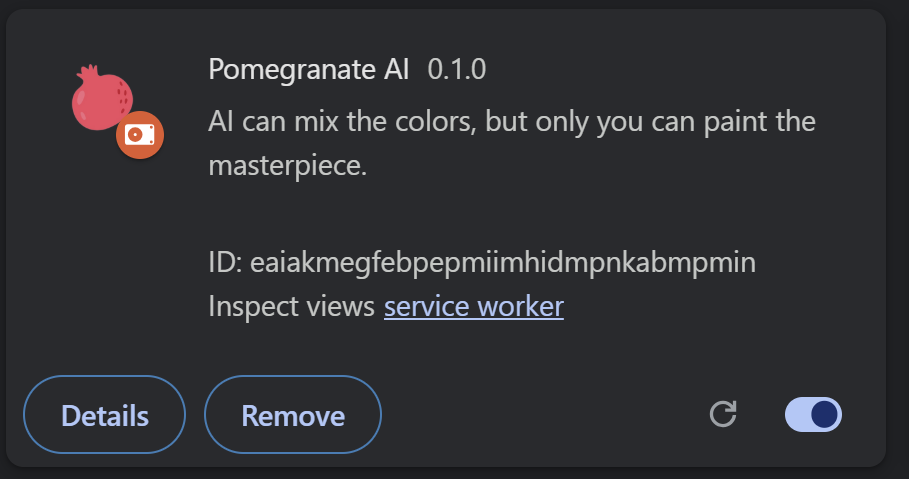 Pomegranate AI 0.1.0
AI can mix the colors, but only you can paint the
masterpiece.
ID: eaiakmegfebpepmiimhidmpnkabmpmin
Inspect views service worker
Details Remove